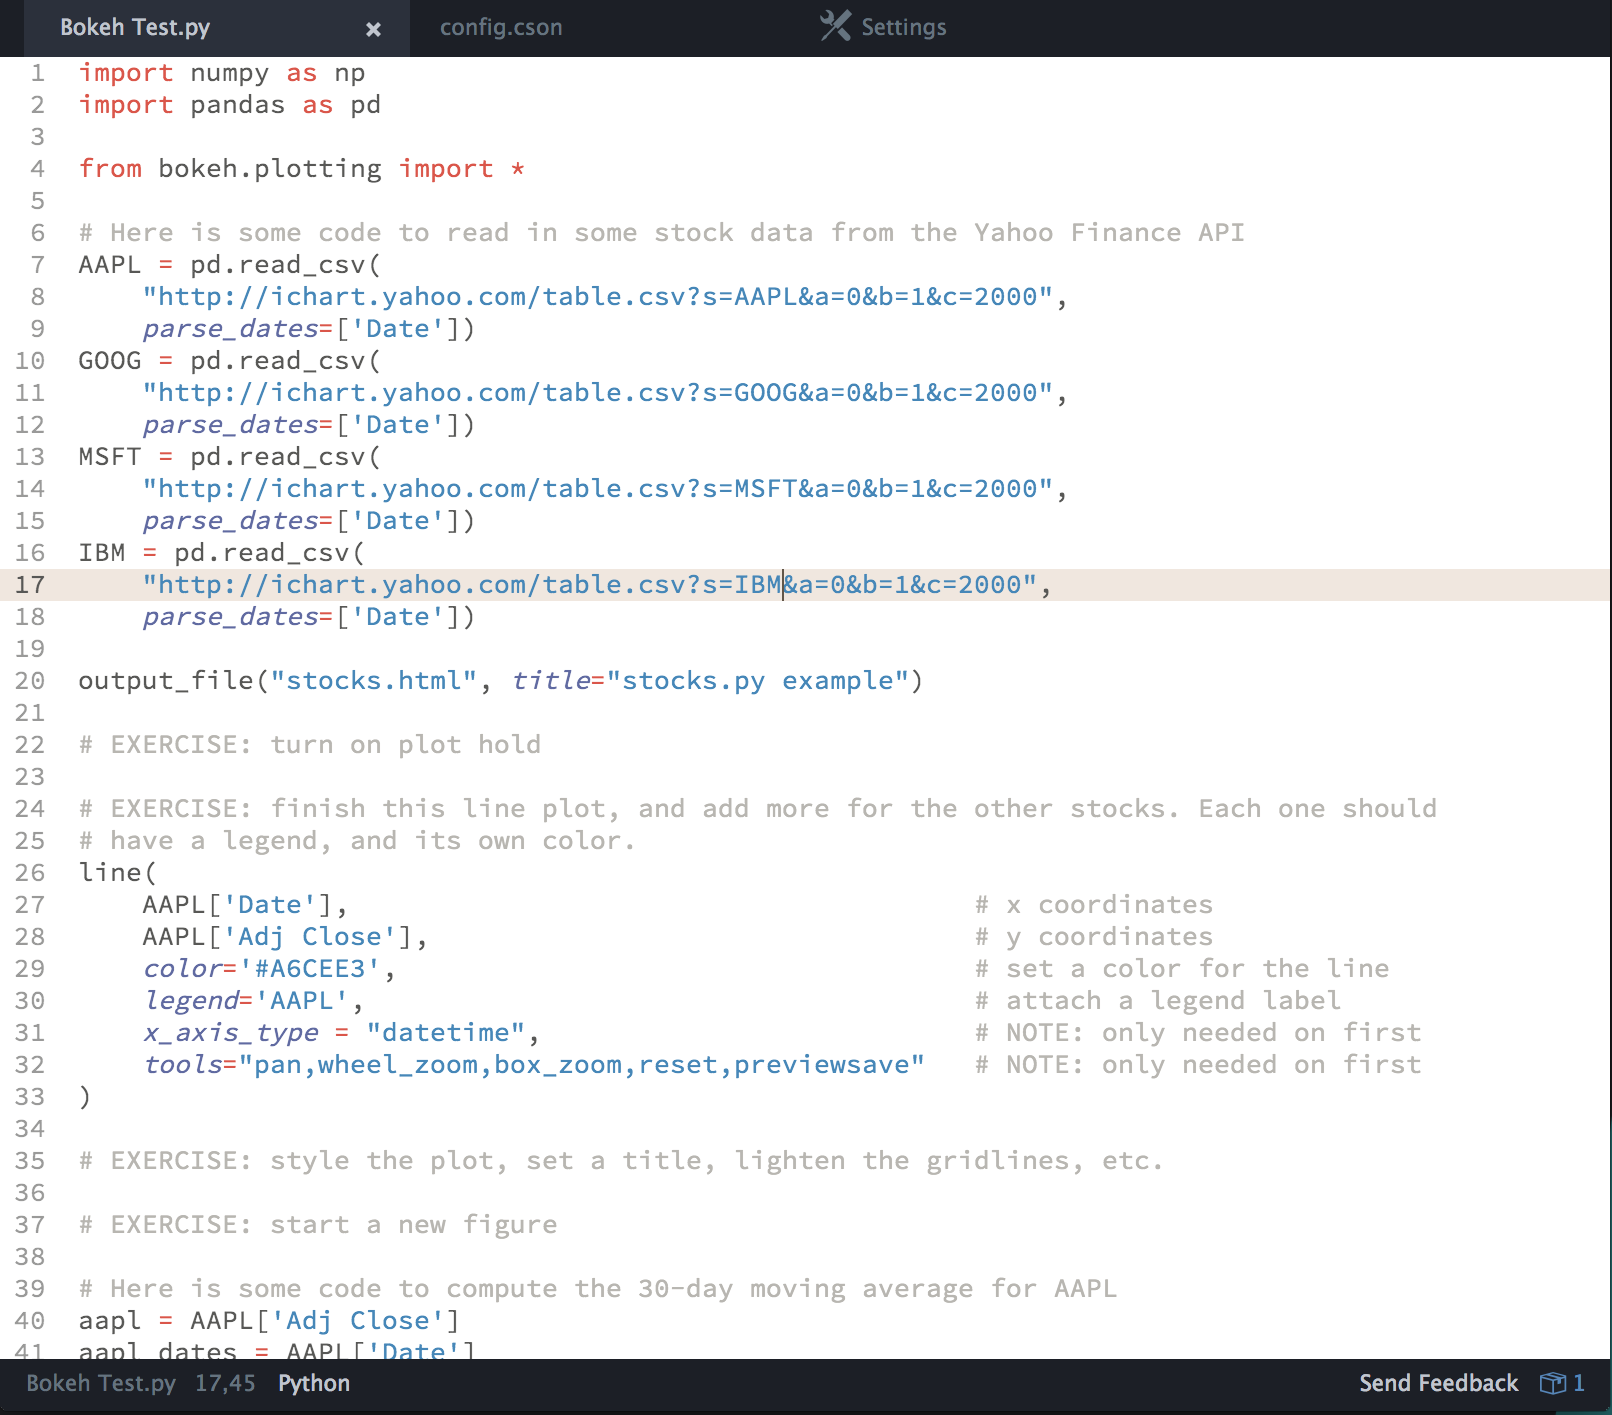 Bokeh Test.py × config.cson Settings
1 import numpy as np
2 import pandas as pd
3
4 from bokeh.plotting import *
5
6 # Here is some code to read in some stock data from the Yahoo Finance API
7 AAPL = pd.read_csv(
8     "http://ichart.yahoo.com/table.csv?s=AAPL&a=0&b=1&c=2000",
9     parse_dates=['Date'])
10 GOOG = pd.read_csv(
11     "http://ichart.yahoo.com/table.csv?s=GOOG&a=0&b=1&c=2000",
12     parse_dates=['Date'])
13 MSFT = pd.read_csv(
14     "http://ichart.yahoo.com/table.csv?s=MSFT&a=0&b=1&c=2000",
15     parse_dates=['Date'])
16 IBM = pd.read_csv(
17     "http://ichart.yahoo.com/table.csv?s=IBM&a=0&b=1&c=2000",
18     parse_dates=['Date'])
19
20 output_file("stocks.html", title="stocks.py example")
21
22 # EXERCISE: turn on plot hold
23
24 # EXERCISE: finish this line plot, and add more for the other stocks. Each one should
25 # have a legend, and its own color.
26 line(
27     AAPL['Date'],                                       # x coordinates
28     AAPL['Adj Close'],                                  # y coordinates
29     color='#A6CEE3',                                    # set a color for the line
30     legend='AAPL',                                      # attach a legend label
31     x_axis_type = "datetime",                           # NOTE: only needed on first
32     tools="pan,wheel_zoom,box_zoom,reset,previewsave"   # NOTE: only needed on first
33 )
34
35 # EXERCISE: style the plot, set a title, lighten the gridlines, etc.
36
37 # EXERCISE: start a new figure
38
39 # Here is some code to compute the 30-day moving average for AAPL
40 aapl = AAPL['Adj Close']
41 aapl_dates = AAPL['Date']
Bokeh Test.py 17,45 Python Send Feedback 1